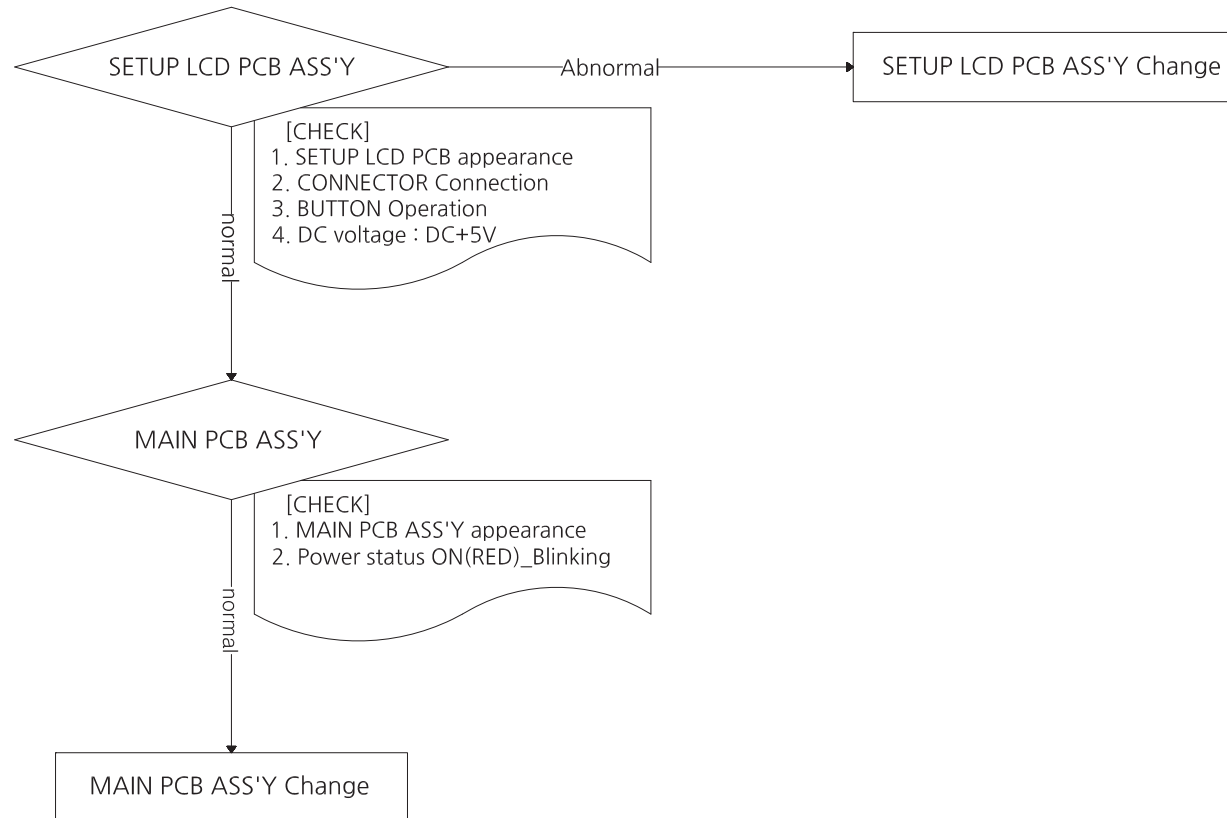 SETUP LCD PCB ASS'Y
Abnormal
SETUP LCD PCB ASS'Y Change
[CHECK]
1. SETUP LCD PCB appearance
2. CONNECTOR Connection
3. BUTTON Operation
4. DC voltage : DC+5V
normal
MAIN PCB ASS'Y
[CHECK]
1. MAIN PCB ASS'Y appearance
2. Power status ON(RED)_Blinking
normal
MAIN PCB ASS'Y Change